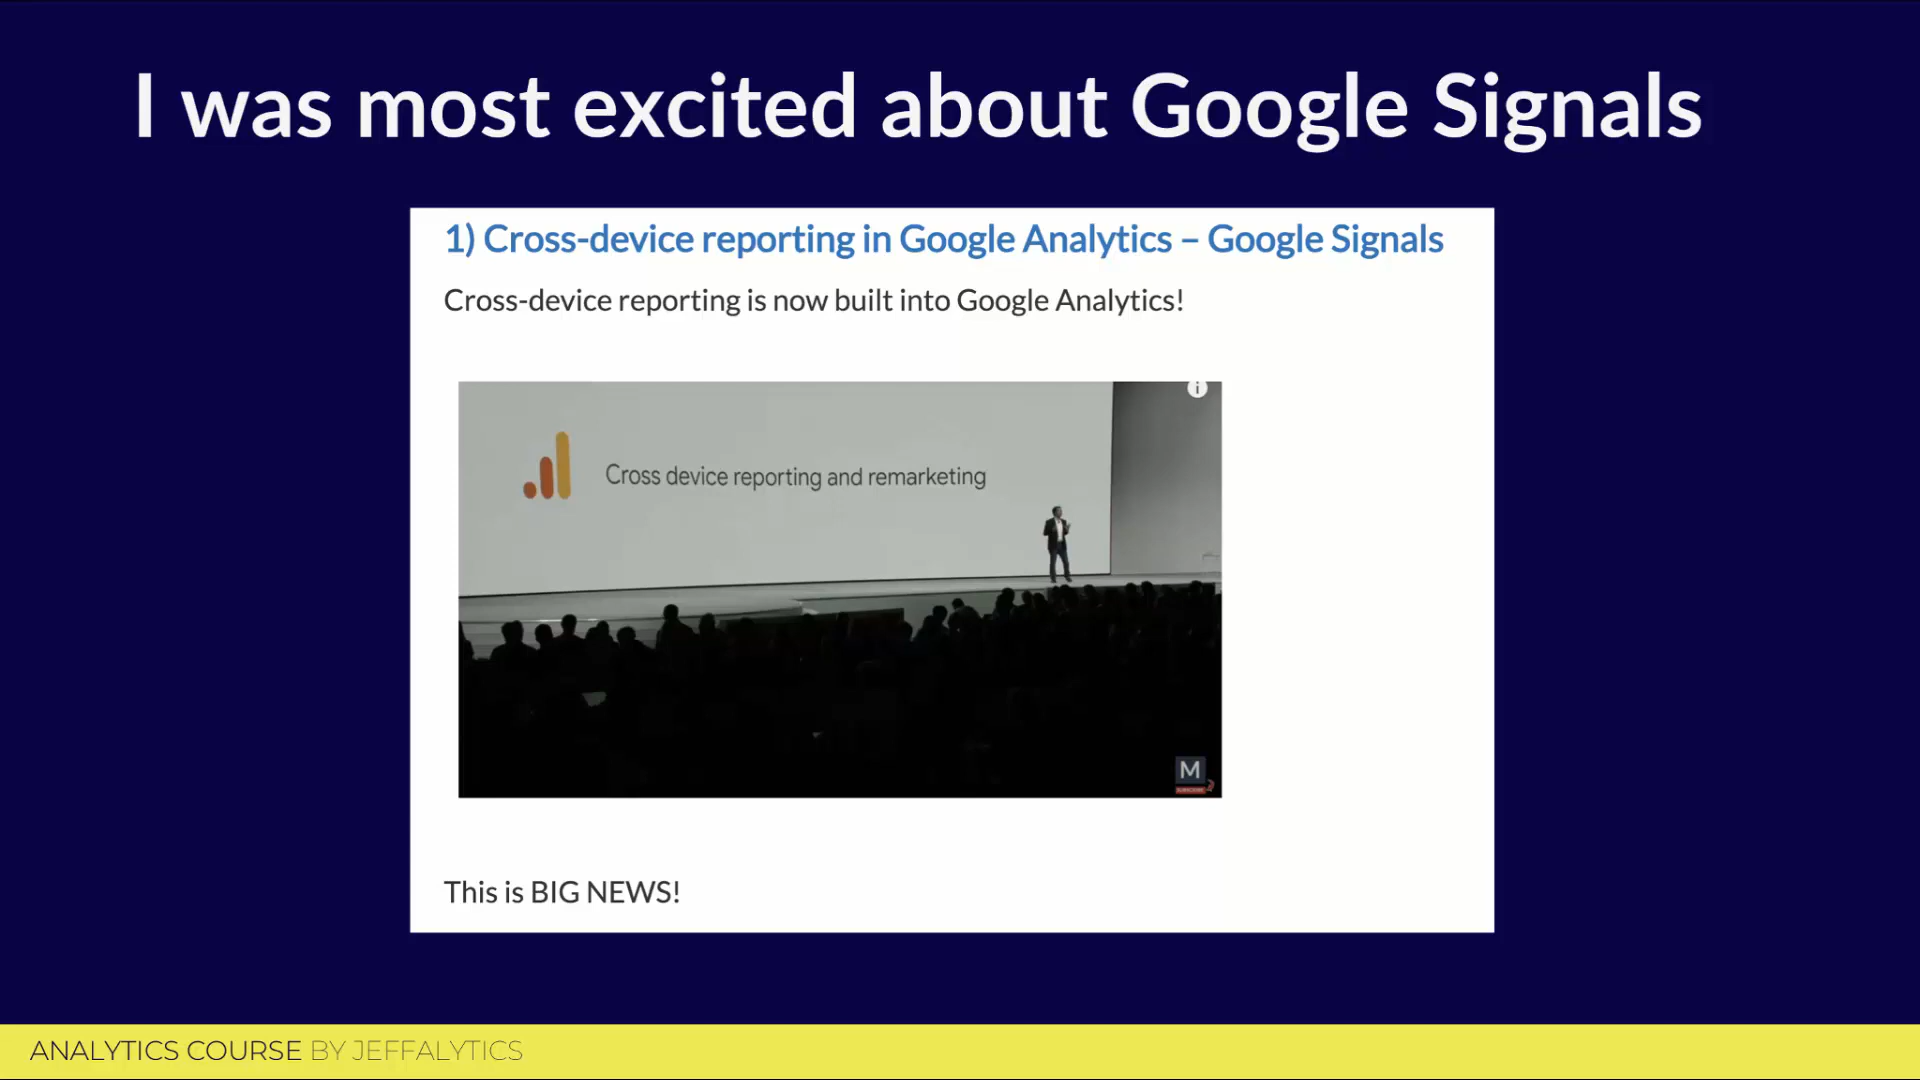 I was most excited about Google Signals
1) Cross-device reporting in Google Analytics – Google Signals
Cross-device reporting is now built into Google Analytics!
Cross device reporting and remarketing
M
SUBSCRIBE
This is BIG NEWS!
ANALYTICS COURSE BY JEFFALYTICS